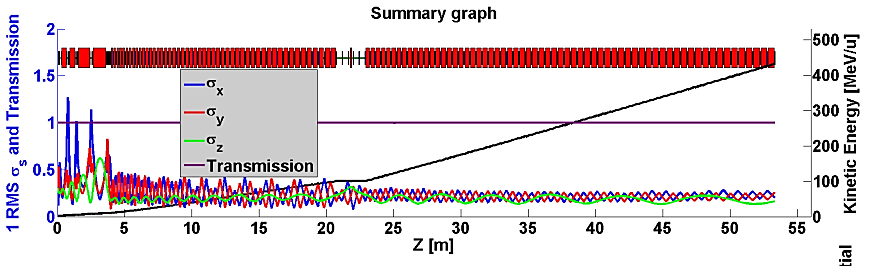 Summary graph
1 RMS σs and Transmission
2
1.5
1
0.5
0
σx
σy
σz
Transmission
500
400
300
200
100
0
Kinetic Energy [MeV/u]
0 5 10 15 20 25 30 35 40 45 50 55
Z [m]
tial